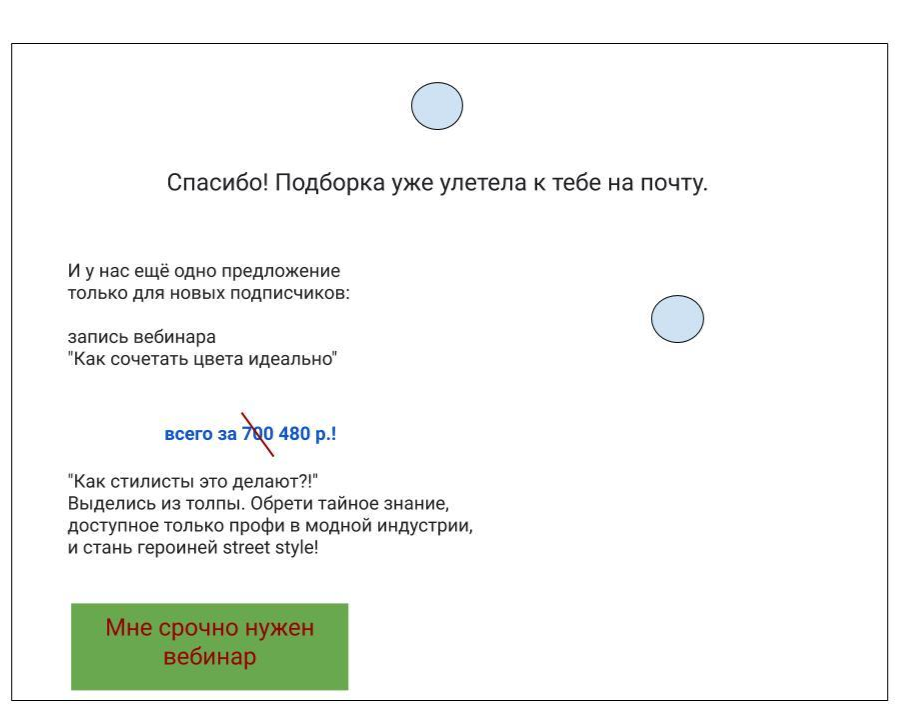 Спасибо! Подборка уже улетела к тебе на почту.
И у нас ещё одно предложение
только для новых подписчиков:
запись вебинара
"Как сочетать цвета идеально"
всего за 700 480 р.!
"Как стилисты это делают?!"
Выделись из толпы. Обрети тайное знание,
доступное только профи в модной индустрии,
и стань героиней street style!
Мне срочно нужен
вебинар